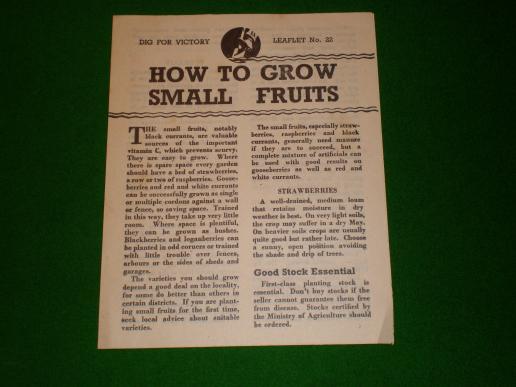 DIG FOR VICTORY LEAFLET No. 22
HOW TO GROW
SMALL FRUITS
THE small fruits, notably
black currants, are valuable
sources of the important
vitamin C, which prevents scurvy.
They are easy to grow. Where
there is spare space every garden
should have a bed of strawberries,
a row or two of raspberries. Goose-
berries and red and white currants
can be successfully grown as single
or multiple cordons against a wall
or fence, so saving space. Trained
in this way, they take up very little
room. Where space is plentiful,
they can be grown as bushes.
Blackberries and loganberries can
be planted in odd corners or trained
with little trouble over fences,
arbours or the sides of sheds and
garages.
The varieties you should grow
depend a good deal on the locality,
for some do better than others in
certain districts. If you are plant-
ing small fruits for the first time,
seek local advice about suitable
varieties.
The small fruits, especially straw-
berries, raspberries and black
currants, generally need manure
if they are to succeed, but a
complete mixture of artificials can
be used with good results on
gooseberries as well as red and
white currants.
STRAWBERRIES
A well-drained, medium loam
that retains moisture in dry
weather is best. On very light soils,
the crop may suffer in a dry May.
On heavier soils crops are usually
quite good but rather late. Choose
a sunny, open position avoiding
the shade and drip of trees.
Good Stock Essential
First-class planting stock is
essential. Don't buy stocks if the
seller cannot guarantee them free
from disease. Stocks certified by
the Ministry of Agriculture should
be ordered.